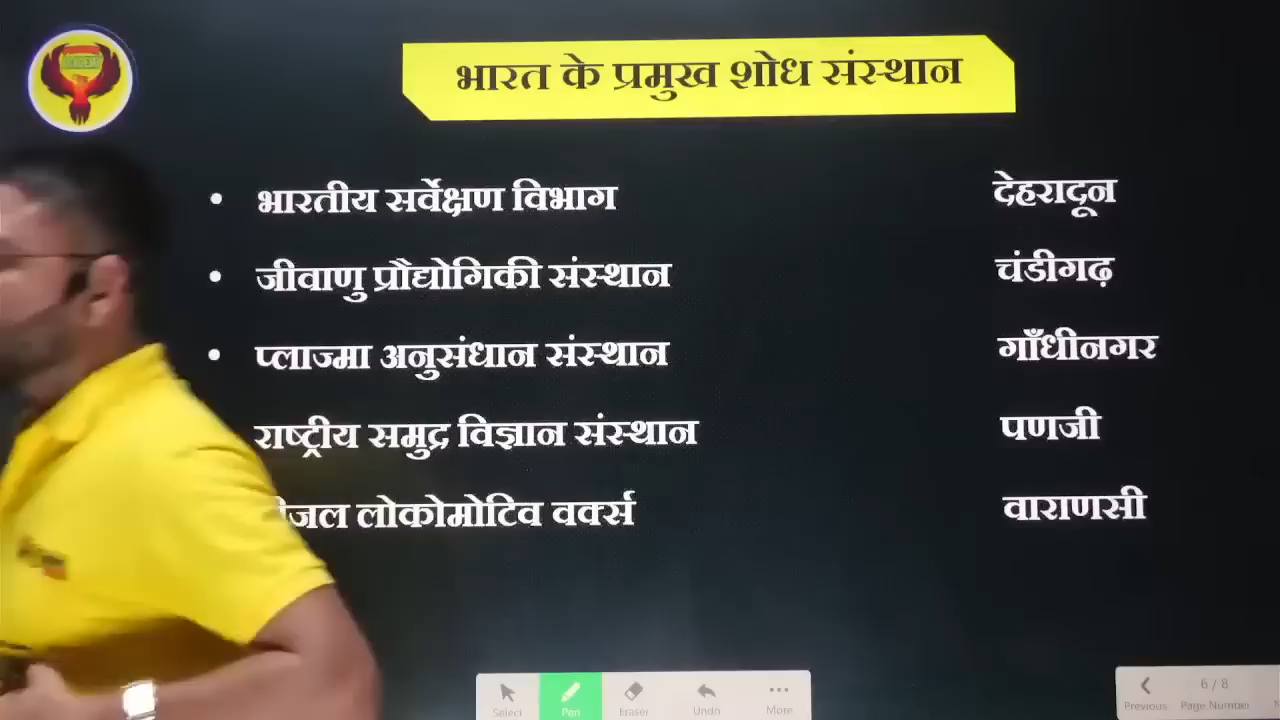 भारत के प्रमुख शोध संस्थान
• भारतीय सर्वेक्षण विभाग देहरादून
• जीवाणु प्रौद्योगिकी संस्थान चंडीगढ़
• प्लाज्मा अनुसंधान संस्थान गाँधीनगर
राष्ट्रीय समुद्र विज्ञान संस्थान पणजी
लोकोमोटिव वर्क्स वाराणसी
Select Pen Eraser Undo More
6 / 8
Previous Page Number